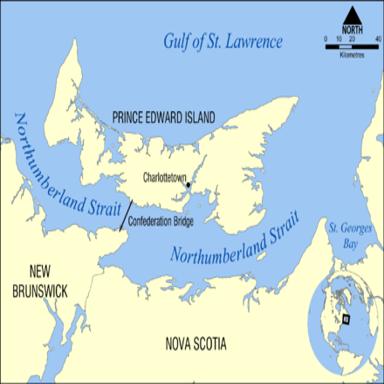 Gulf of St. Lawrence
NORTH
0 10 20 40
Kilometres
PRINCE EDWARD ISLAND
Northumberland Strait
Charlottetown
Confederation Bridge
Northumberland Strait
St. Georges
Bay
NEW
BRUNSWICK
NOVA SCOTIA